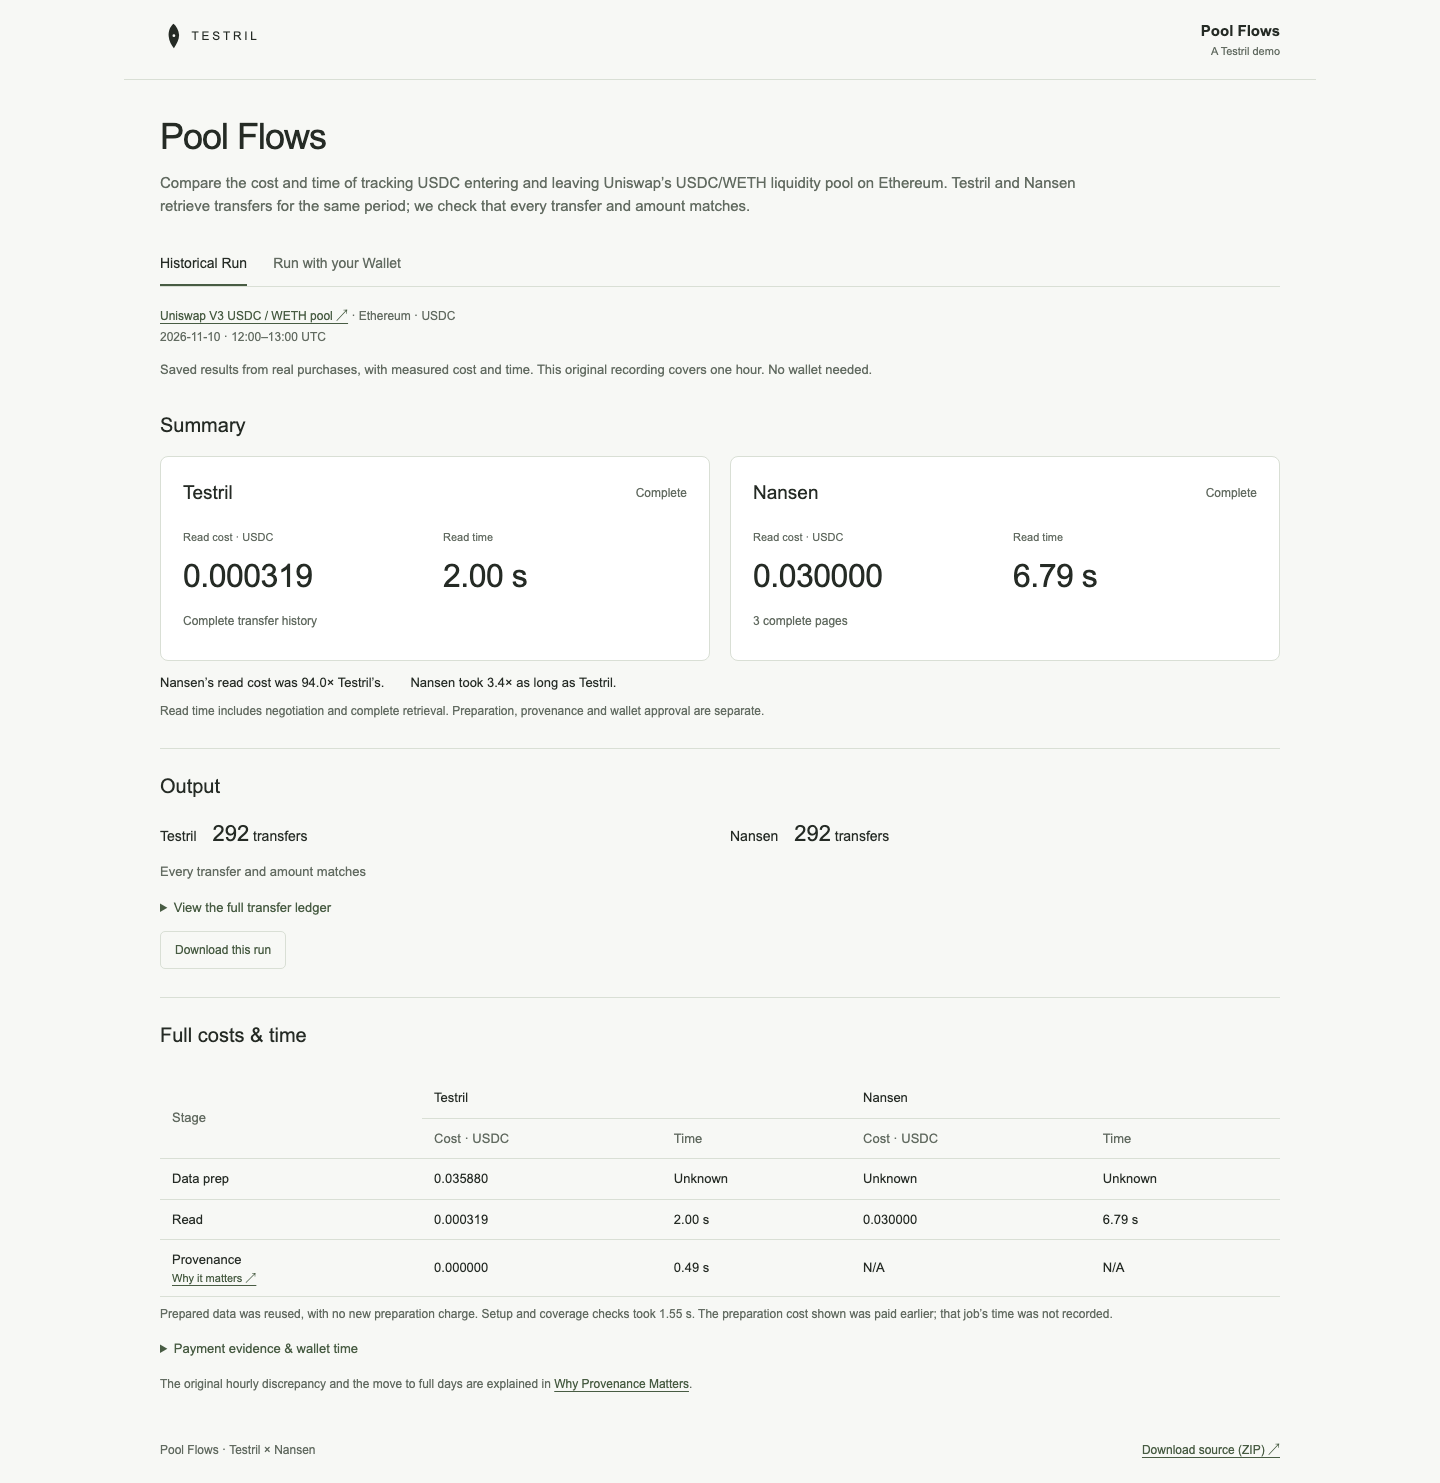 TESTRIL
Pool Flows
A Testril demo
Pool Flows
Compare the cost and time of tracking USDC entering and leaving Uniswap’s USDC/WETH liquidity pool on Ethereum. Testril and Nansen
retrieve transfers for the same period; we check that every transfer and amount matches.
Historical Run Run with your Wallet
Uniswap V3 USDC / WETH pool ↗ · Ethereum · USDC
2026-11-10 · 12:00–13:00 UTC
Saved results from real purchases, with measured cost and time. This original recording covers one hour. No wallet needed.
Summary
Testril Complete
Read cost · USDC Read time
0.000319 2.00 s
Complete transfer history
Nansen Complete
Read cost · USDC Read time
0.030000 6.79 s
3 complete pages
Nansen’s read cost was 94.0× Testril’s. Nansen took 3.4× as long as Testril.
Read time includes negotiation and complete retrieval. Preparation, provenance and wallet approval are separate.
Output
Testril 292 transfers Nansen 292 transfers
Every transfer and amount matches
▶ View the full transfer ledger
Download this run
Full costs & time
Stage Testril Nansen
Cost · USDC Time Cost · USDC Time
Data prep 0.035880 Unknown Unknown Unknown
Read 0.000319 2.00 s 0.030000 6.79 s
Provenance 0.000000 0.49 s N/A N/A
Why it matters ↗
Prepared data was reused, with no new preparation charge. Setup and coverage checks took 1.55 s. The preparation cost shown was paid earlier; that job’s time was not recorded.
▶ Payment evidence & wallet time
The original hourly discrepancy and the move to full days are explained in Why Provenance Matters.
Pool Flows · Testril × Nansen Download source (ZIP) ↗